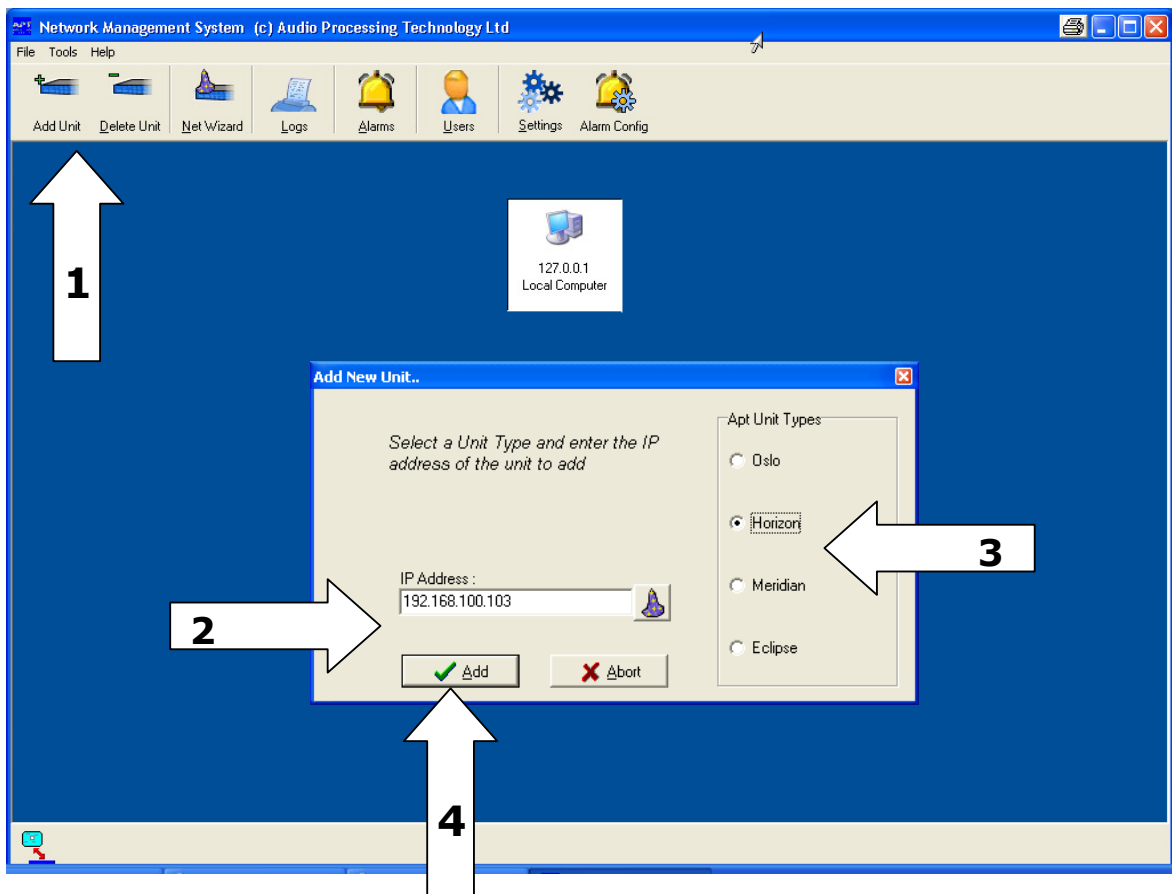 Network Management System (c) Audio Processing Technology Ltd
File Tools Help
Add Unit Delete Unit Net Wizard Logs Alarms Users Settings Alarm Config
1
127.0.0.1
Local Computer
Add New Unit..
Select a Unit Type and enter the IP
address of the unit to add
Apt Unit Types
Oslo
Horizon
3
Meridian
Eclipse
IP Address :
192.168.100.103
2
Add Abort
4